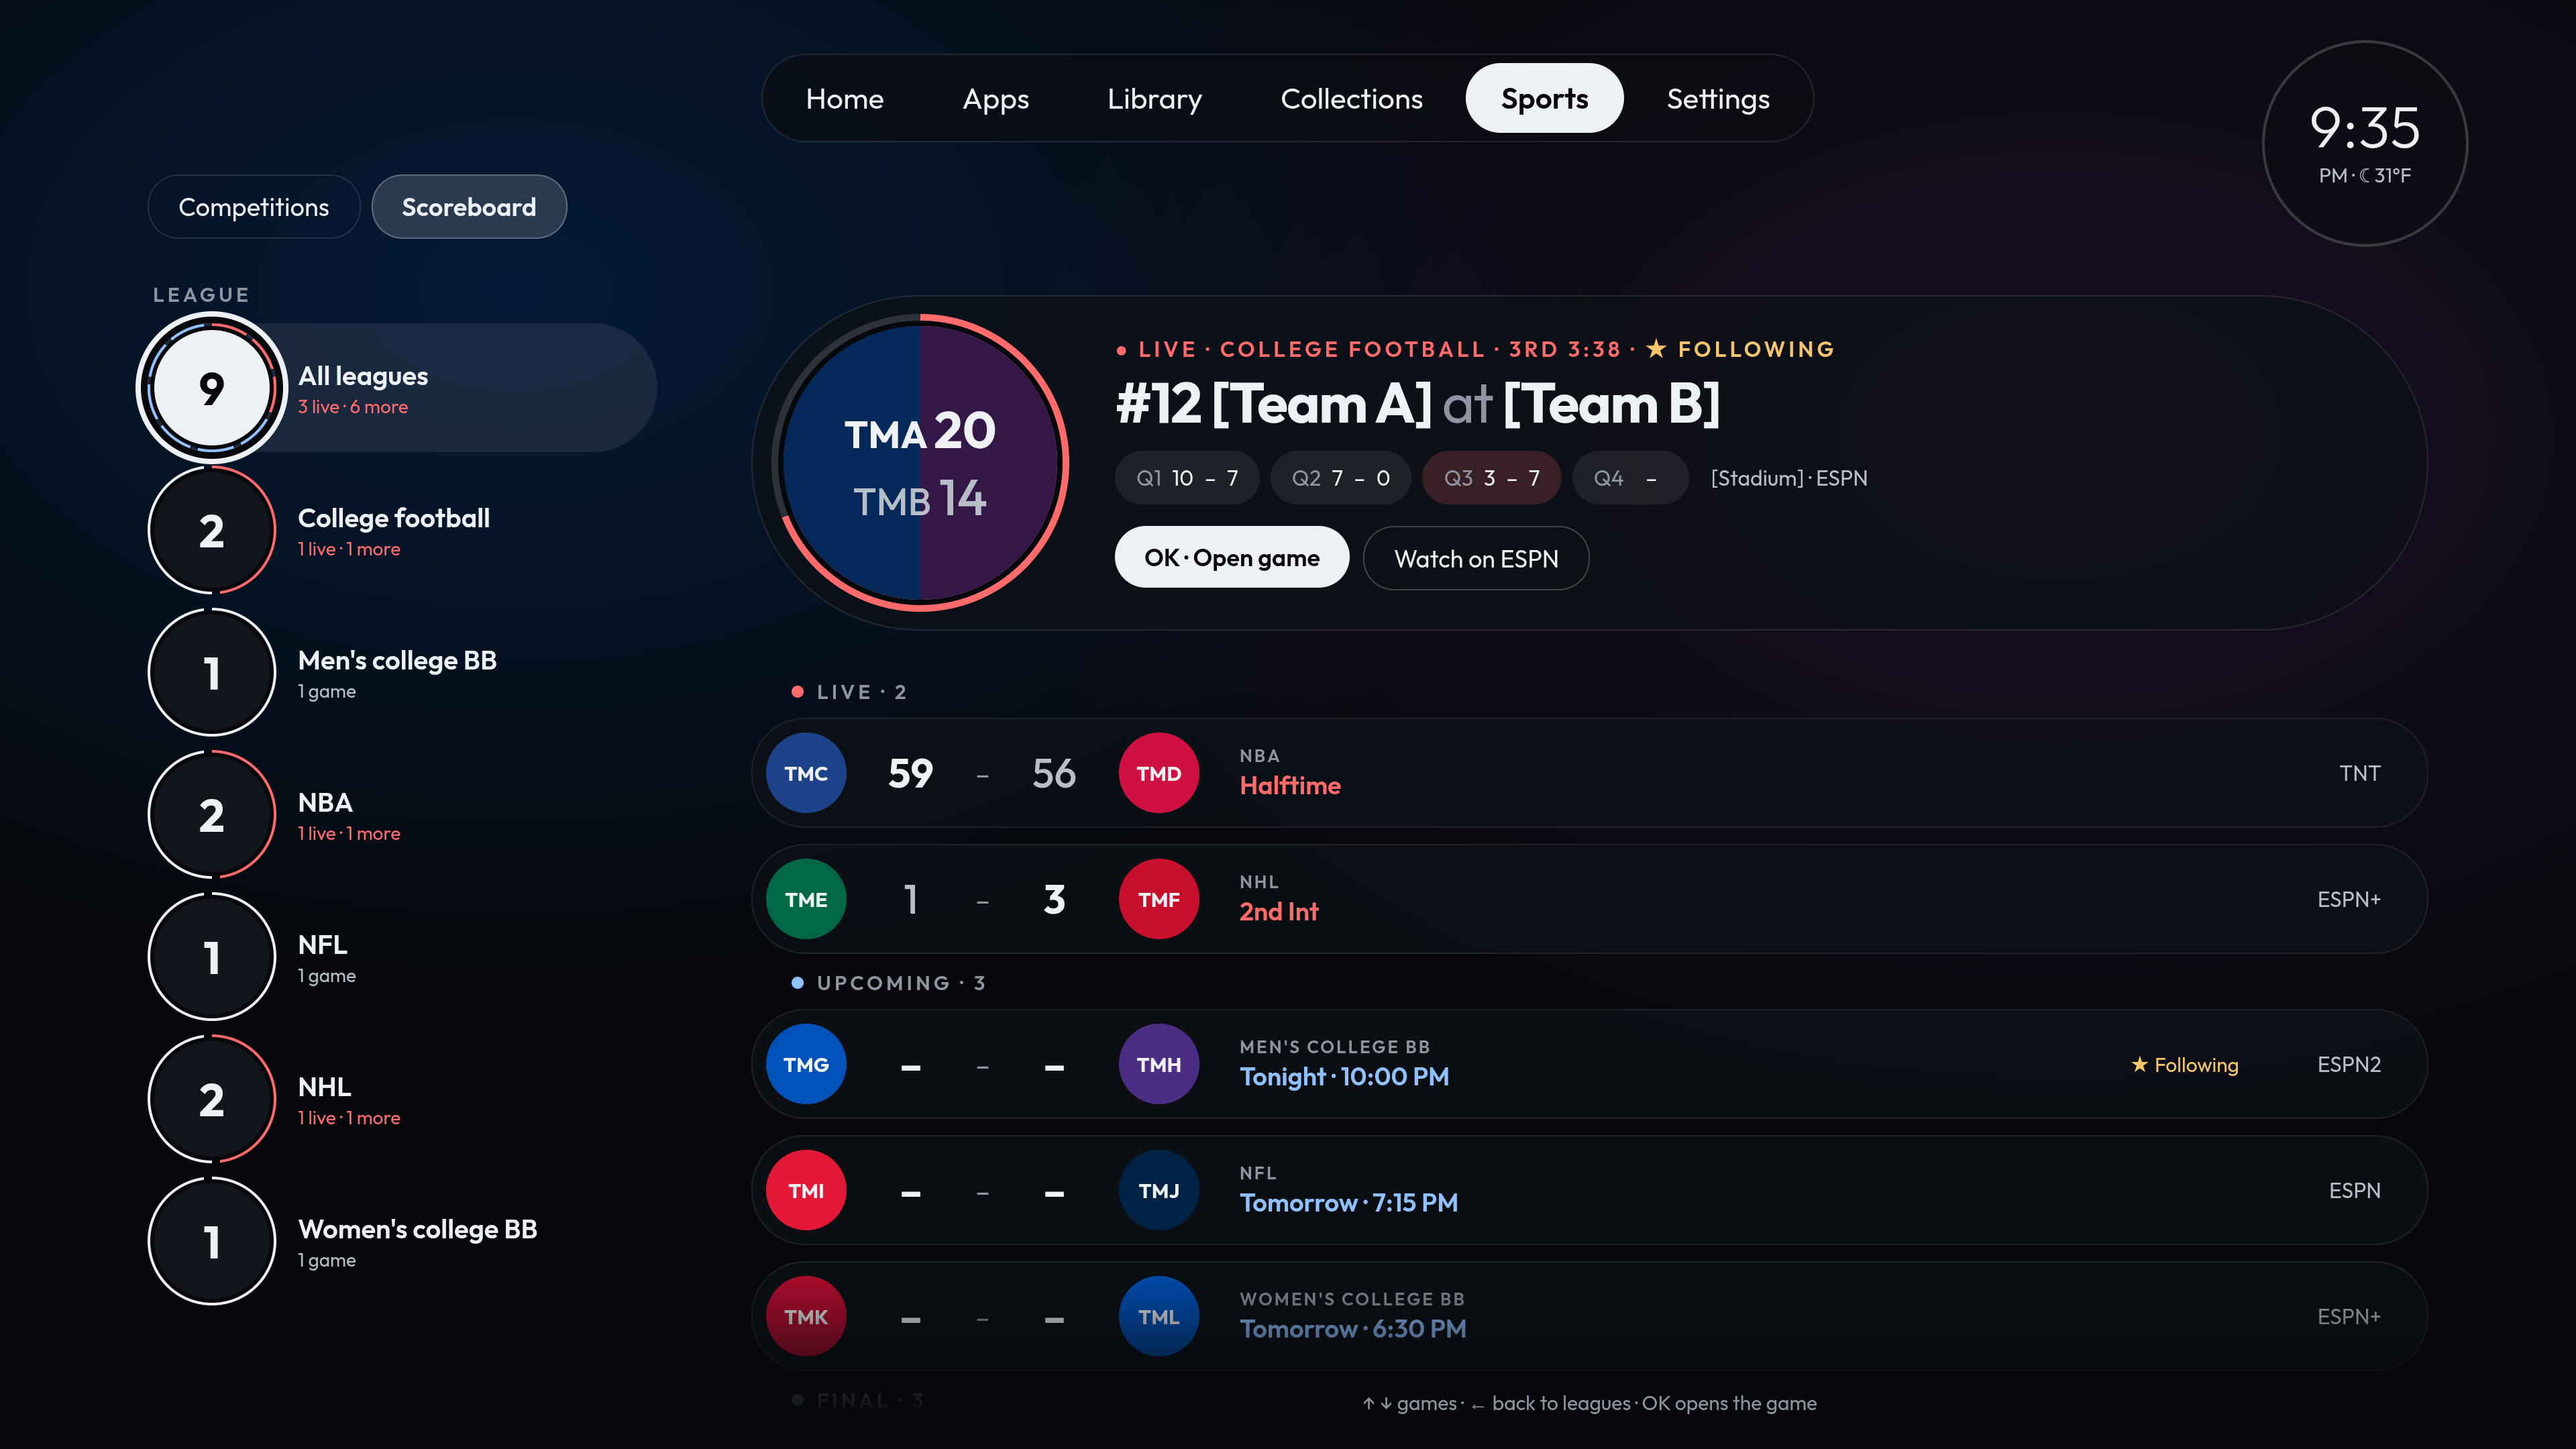 Home Apps Library Collections Sports Settings
9:35
PM · ☾ 31°F
Competitions Scoreboard
LEAGUE
9
All leagues
3 live · 6 more
2
College football
1 live · 1 more
1
Men's college BB
1 game
2
NBA
1 live · 1 more
1
NFL
1 game
2
NHL
1 live · 1 more
1
Women's college BB
1 game
TMA 20
TMB 14
● LIVE · COLLEGE FOOTBALL · 3RD 3:38 · ★ FOLLOWING
#12 [Team A] at [Team B]
Q1 10 – 7 Q2 7 – 0 Q3 3 – 7 Q4 – [Stadium] · ESPN
OK · Open game Watch on ESPN
LIVE · 2
TMC 59 – 56 TMD
NBA
Halftime
TNT
TME 1 – 3 TMF
NHL
2nd Int
ESPN+
UPCOMING · 3
TMG – – – TMH
MEN'S COLLEGE BB
Tonight · 10:00 PM
★ Following ESPN2
TMI – – – TMJ
NFL
Tomorrow · 7:15 PM
ESPN
TMK – – – TML
WOMEN'S COLLEGE BB
Tomorrow · 6:30 PM
ESPN+
FINAL · 3
↑ ↓ games · ← back to leagues · OK opens the game